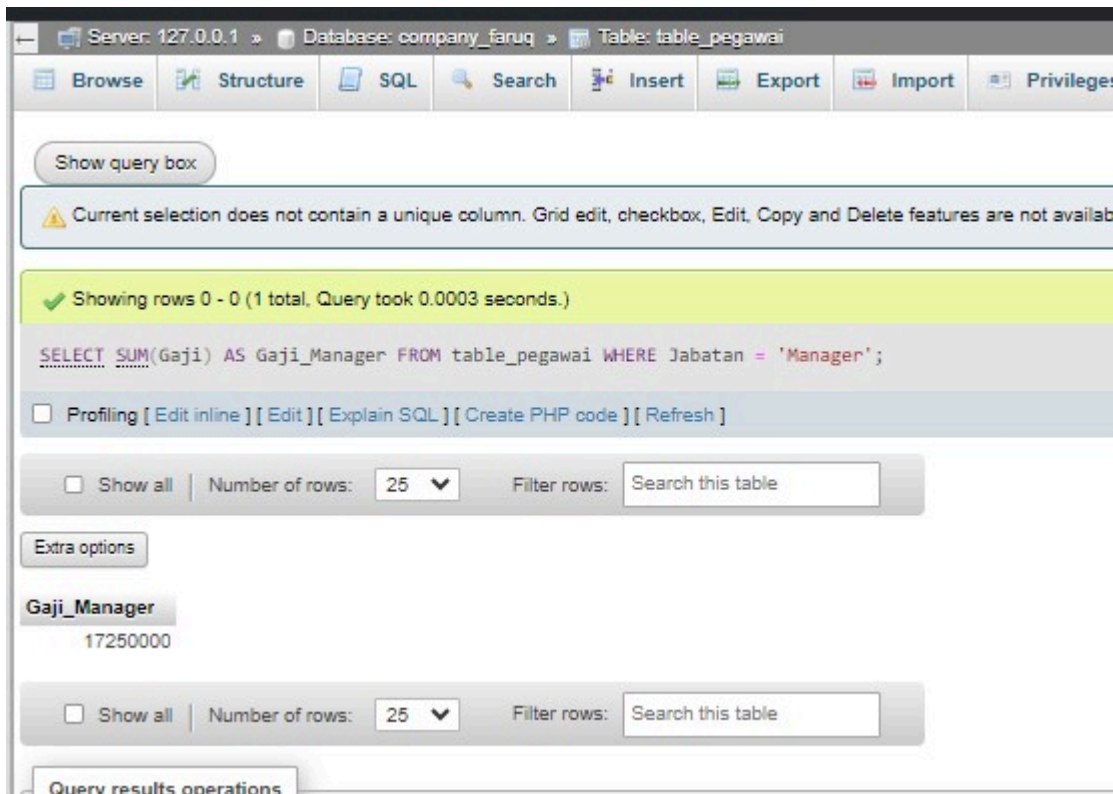 Server: 127.0.0.1 » Database: company_faruq » Table: table_pegawai
Browse Structure SQL Search Insert Export Import Privileges
Show query box
Current selection does not contain a unique column. Grid edit, checkbox, Edit, Copy and Delete features are not availab
Showing rows 0 - 0 (1 total, Query took 0.0003 seconds.)
SELECT SUM(Gaji) AS Gaji_Manager FROM table_pegawai WHERE Jabatan = 'Manager';
Profiling [ Edit inline ] [ Edit ] [ Explain SQL ] [ Create PHP code ] [ Refresh ]
Show all | Number of rows: 25 Filter rows: Search this table
Extra options
Gaji_Manager
17250000
Show all | Number of rows: 25 Filter rows: Search this table
Query results operations